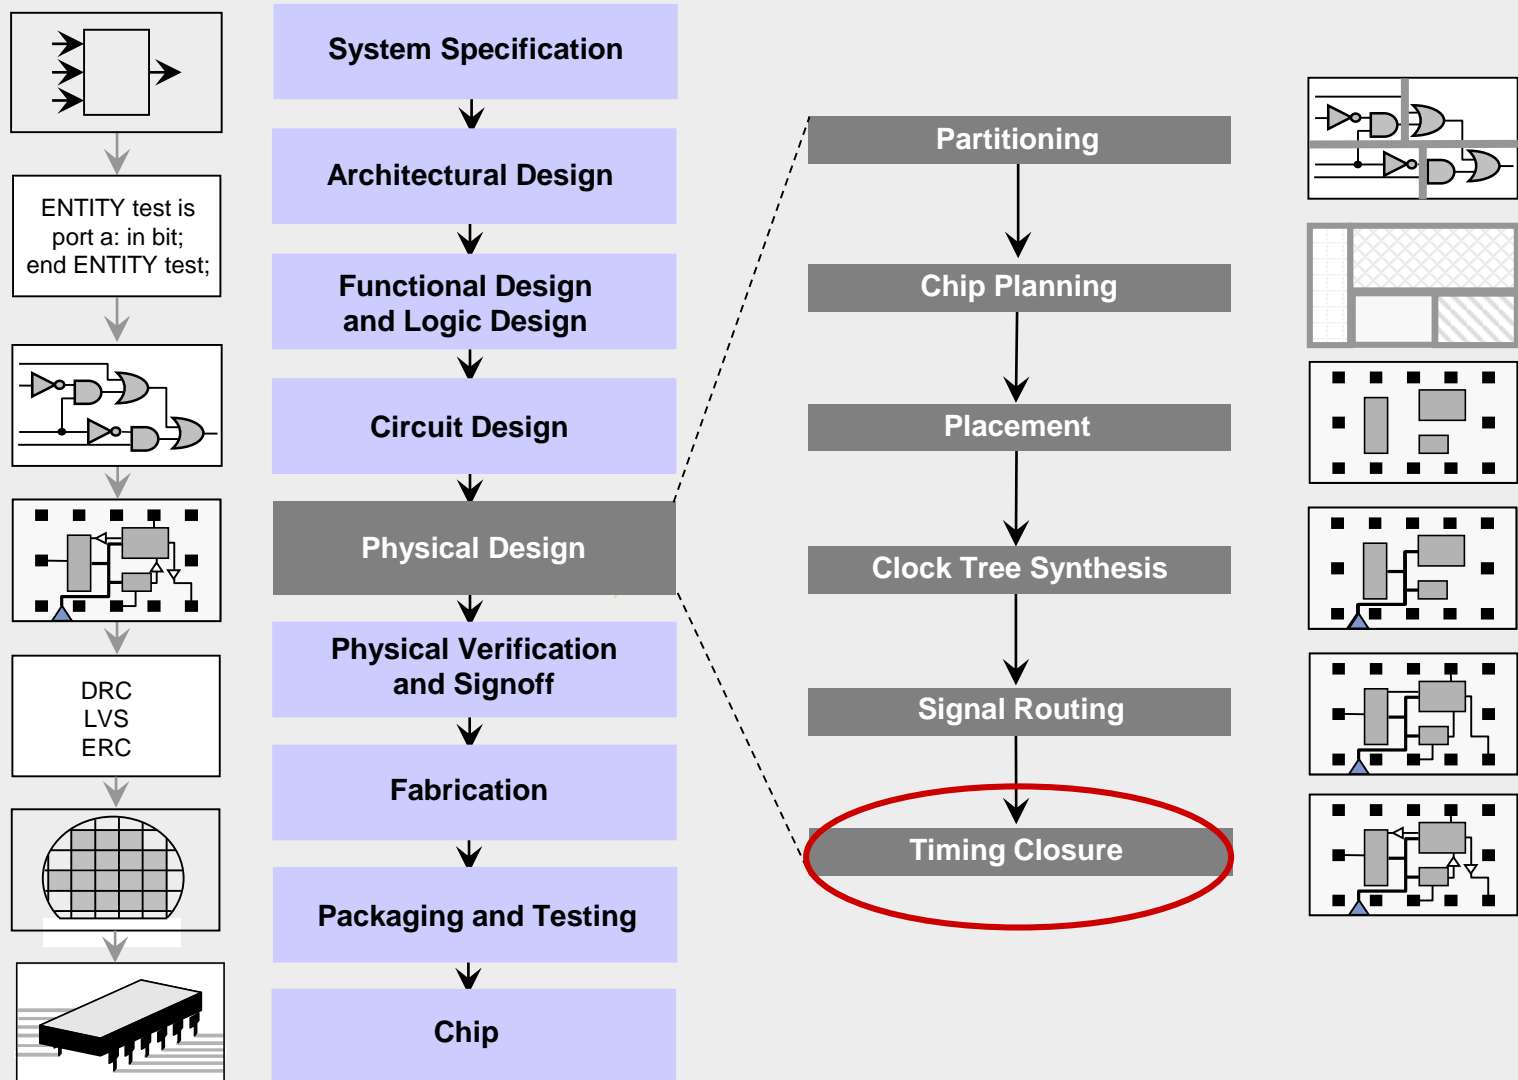 System Specification
Architectural Design
ENTITY test is
port a: in bit;
end ENTITY test;
Functional Design
and Logic Design
Circuit Design
Physical Design
Physical Verification
and Signoff
DRC
LVS
ERC
Fabrication
Packaging and Testing
Chip
Partitioning
Chip Planning
Placement
Clock Tree Synthesis
Signal Routing
Timing Closure